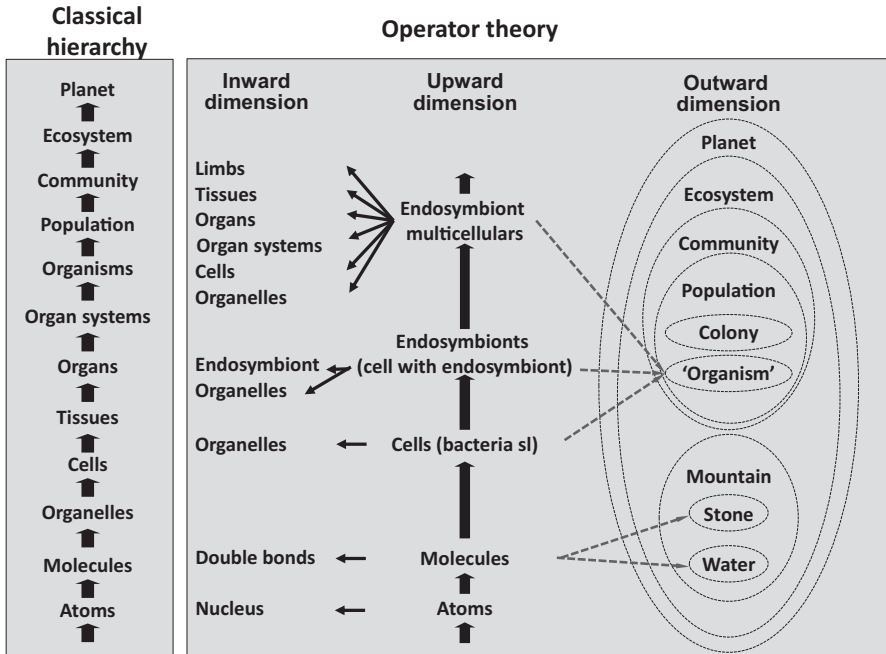 Classical
hierarchy
Planet
Ecosystem
Community
Population
Organisms
Organ systems
Organs
Tissues
Cells
Organelles
Molecules
Atoms
Operator theory
Inward
dimension
Limbs
Tissues
Organs
Organ systems
Cells
Organelles
Endosymbiont
Organelles
Organelles
Double bonds
Nucleus
Upward
dimension
Endosymbiont
multicellulars
Endosymbionts
(cell with endosymbiont)
Cells (bacteria sl)
Molecules
Atoms
Outward
dimension
Planet
Ecosystem
Community
Population
Colony
‘Organism’
Mountain
Stone
Water